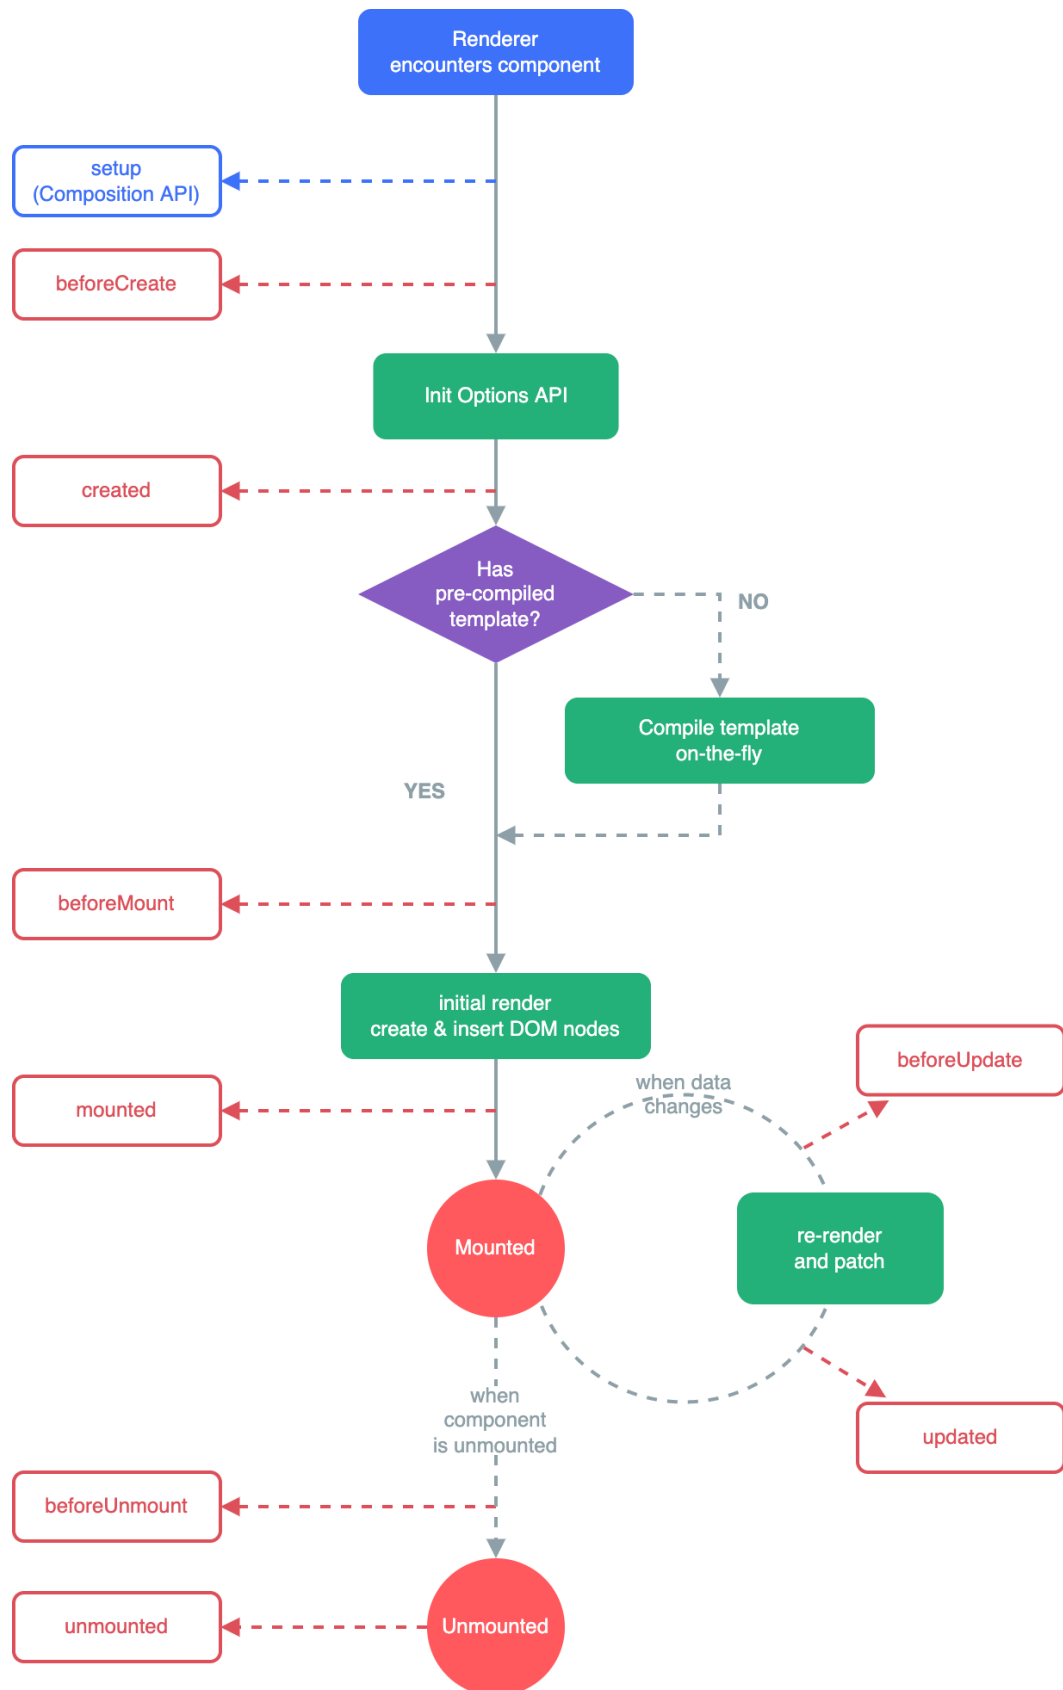 Renderer
encounters component
setup
(Composition API)
beforeCreate
Init Options API
created
Has
pre-compiled
template?
NO
Compile template
on-the-fly
YES
beforeMount
initial render
create & insert DOM nodes
beforeUpdate
when data
changes
mounted
re-render
and patch
Mounted
when
component
is unmounted
updated
beforeUnmount
Unmounted
unmounted